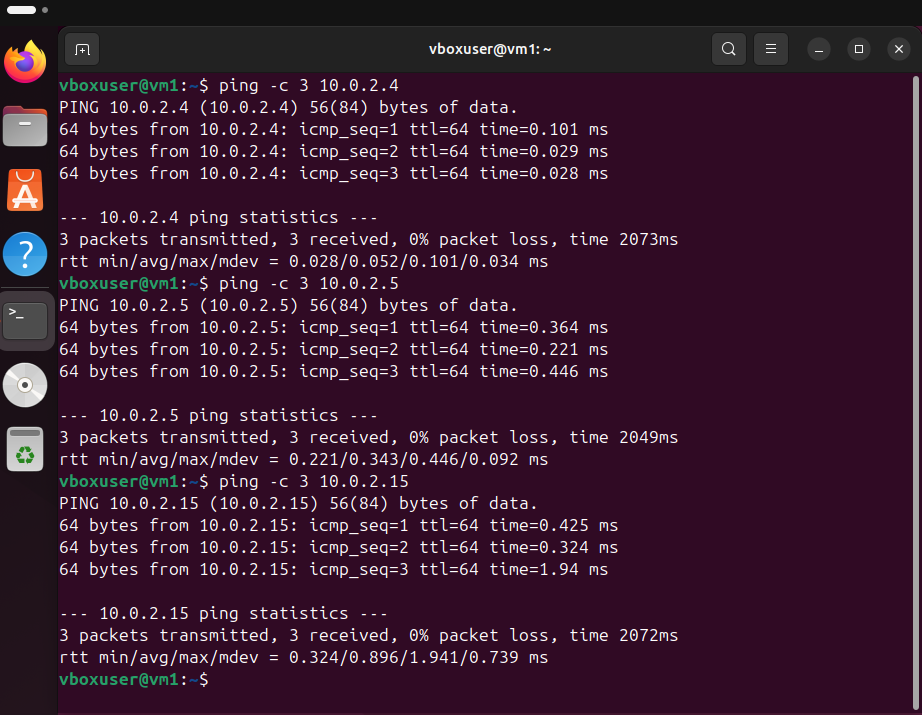 vboxuser@vm1: ~
vboxuser@vm1:~$ ping -c 3 10.0.2.4
PING 10.0.2.4 (10.0.2.4) 56(84) bytes of data.
64 bytes from 10.0.2.4: icmp_seq=1 ttl=64 time=0.101 ms
64 bytes from 10.0.2.4: icmp_seq=2 ttl=64 time=0.029 ms
64 bytes from 10.0.2.4: icmp_seq=3 ttl=64 time=0.028 ms

--- 10.0.2.4 ping statistics ---
3 packets transmitted, 3 received, 0% packet loss, time 2073ms
rtt min/avg/max/mdev = 0.028/0.052/0.101/0.034 ms
vboxuser@vm1:~$ ping -c 3 10.0.2.5
PING 10.0.2.5 (10.0.2.5) 56(84) bytes of data.
64 bytes from 10.0.2.5: icmp_seq=1 ttl=64 time=0.364 ms
64 bytes from 10.0.2.5: icmp_seq=2 ttl=64 time=0.221 ms
64 bytes from 10.0.2.5: icmp_seq=3 ttl=64 time=0.446 ms

--- 10.0.2.5 ping statistics ---
3 packets transmitted, 3 received, 0% packet loss, time 2049ms
rtt min/avg/max/mdev = 0.221/0.343/0.446/0.092 ms
vboxuser@vm1:~$ ping -c 3 10.0.2.15
PING 10.0.2.15 (10.0.2.15) 56(84) bytes of data.
64 bytes from 10.0.2.15: icmp_seq=1 ttl=64 time=0.425 ms
64 bytes from 10.0.2.15: icmp_seq=2 ttl=64 time=0.324 ms
64 bytes from 10.0.2.15: icmp_seq=3 ttl=64 time=1.94 ms

--- 10.0.2.15 ping statistics ---
3 packets transmitted, 3 received, 0% packet loss, time 2072ms
rtt min/avg/max/mdev = 0.324/0.896/1.941/0.739 ms
vboxuser@vm1:~$